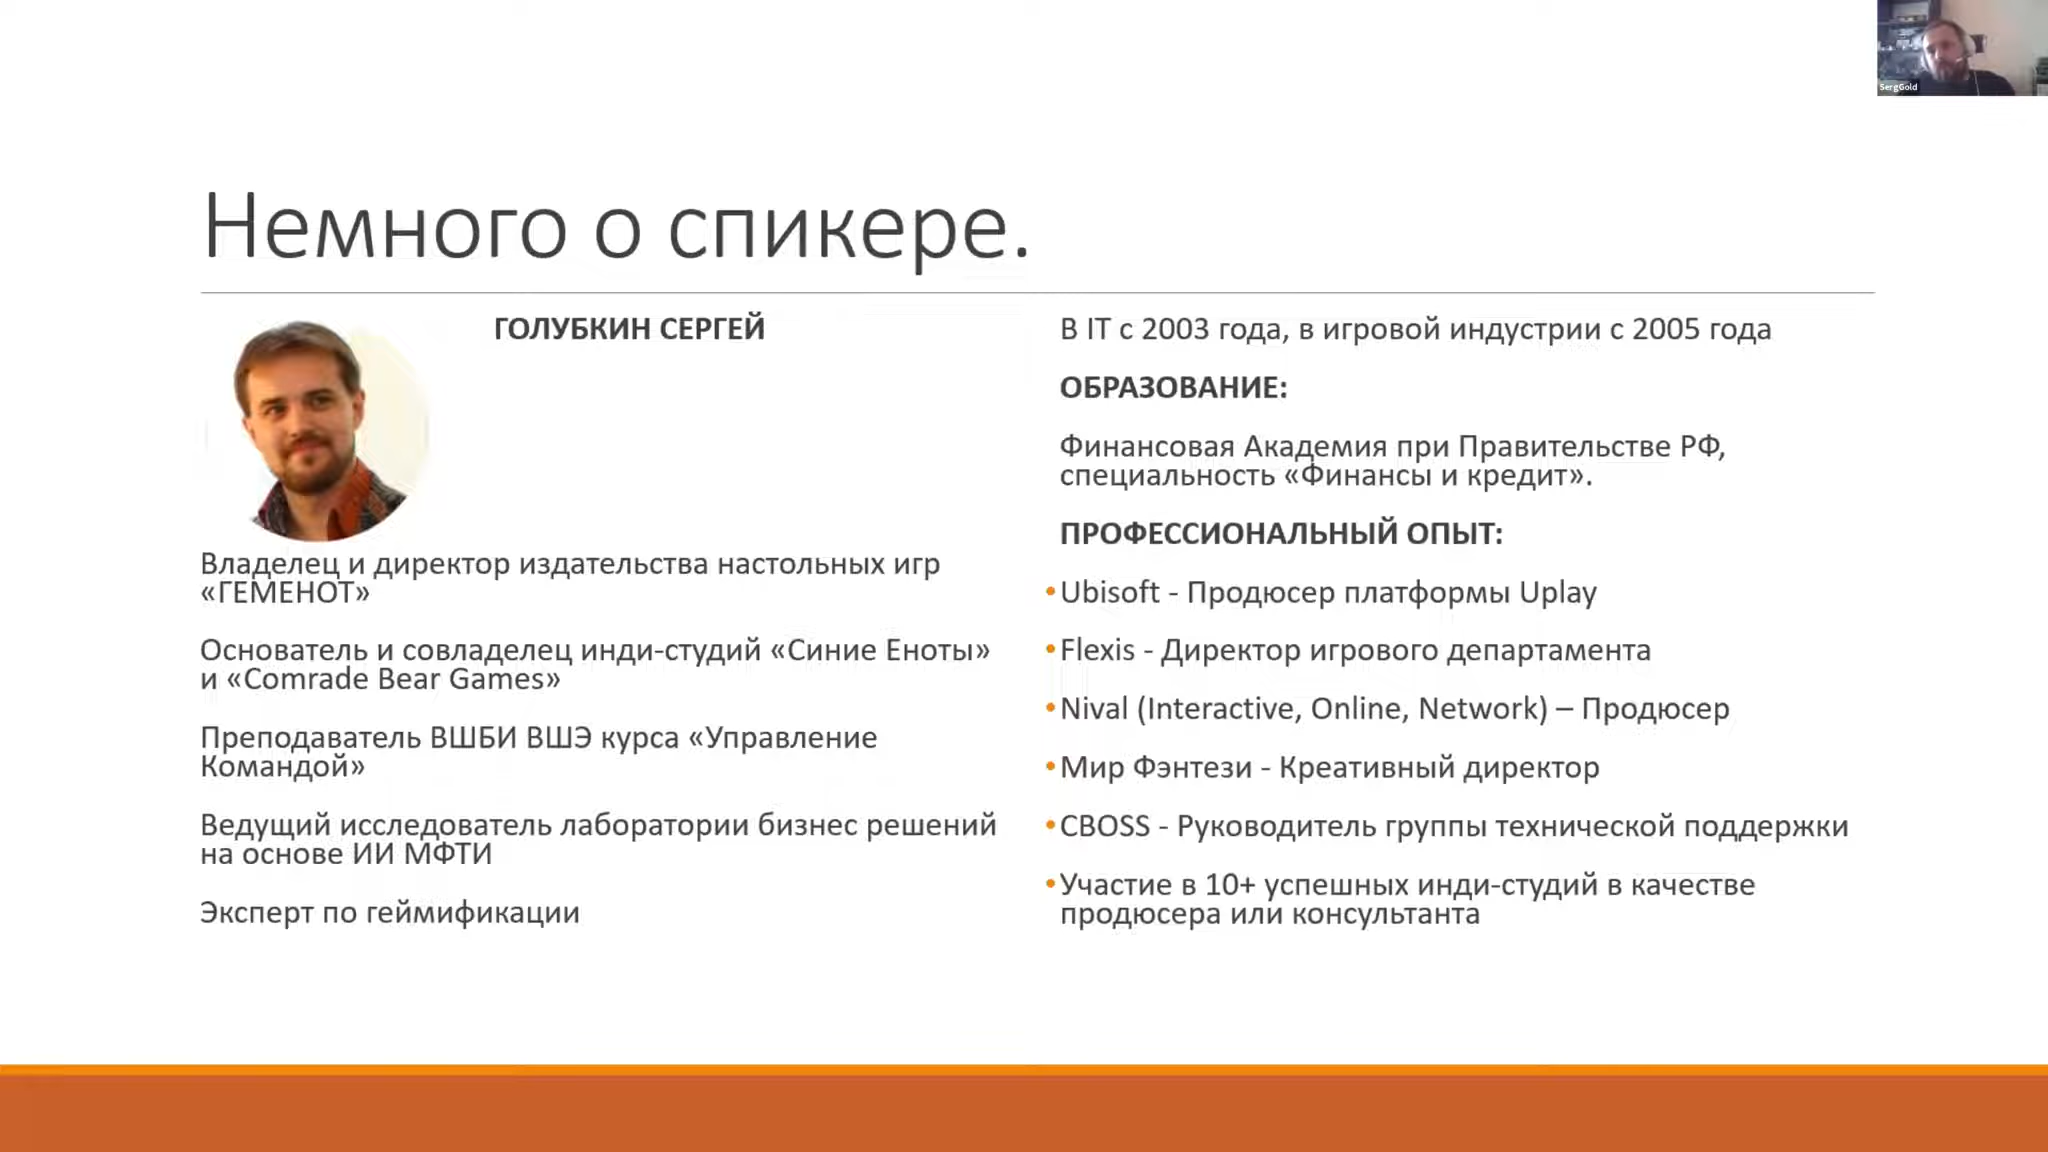 SergGold
Немного о спикере.
ГОЛУБКИН СЕРГЕЙ
Владелец и директор издательства настольных игр
«ГЕМЕНОТ»
Основатель и совладелец инди-студий «Синие Еноты»
и «Comrade Bear Games»
Преподаватель ВШБИ ВШЭ курса «Управление
Командой»
Ведущий исследователь лаборатории бизнес решений
на основе ИИ МФТИ
Эксперт по геймификации
В IT с 2003 года, в игровой индустрии с 2005 года
ОБРАЗОВАНИЕ:
Финансовая Академия при Правительстве РФ,
специальность «Финансы и кредит».
ПРОФЕССИОНАЛЬНЫЙ ОПЫТ:
•Ubisoft - Продюсер платформы Uplay
•Flexis - Директор игрового департамента
•Nival (Interactive, Online, Network) – Продюсер
•Мир Фэнтези - Креативный директор
•CBOSS - Руководитель группы технической поддержки
•Участие в 10+ успешных инди-студий в качестве
продюсера или консультанта